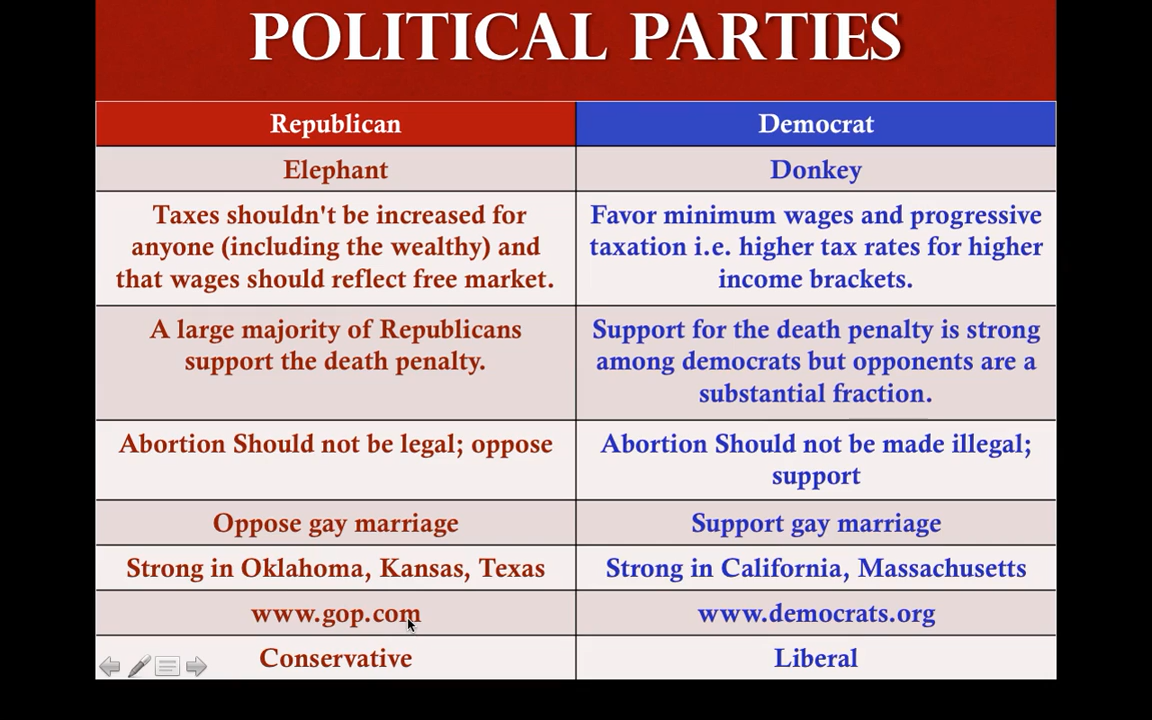 POLITICAL PARTIES
Republican
Democrat
Elephant
Donkey
Taxes shouldn't be increased for
anyone (including the wealthy) and
that wages should reflect free market.
Favor minimum wages and progressive
taxation i.e. higher tax rates for higher
income brackets.
A large majority of Republicans
support the death penalty.
Support for the death penalty is strong
among democrats but opponents are a
substantial fraction.
Abortion Should not be legal; oppose
Abortion Should not be made illegal;
support
Oppose gay marriage
Support gay marriage
Strong in Oklahoma, Kansas, Texas
Strong in California, Massachusetts
www.gop.com
www.democrats.org
Conservative
Liberal